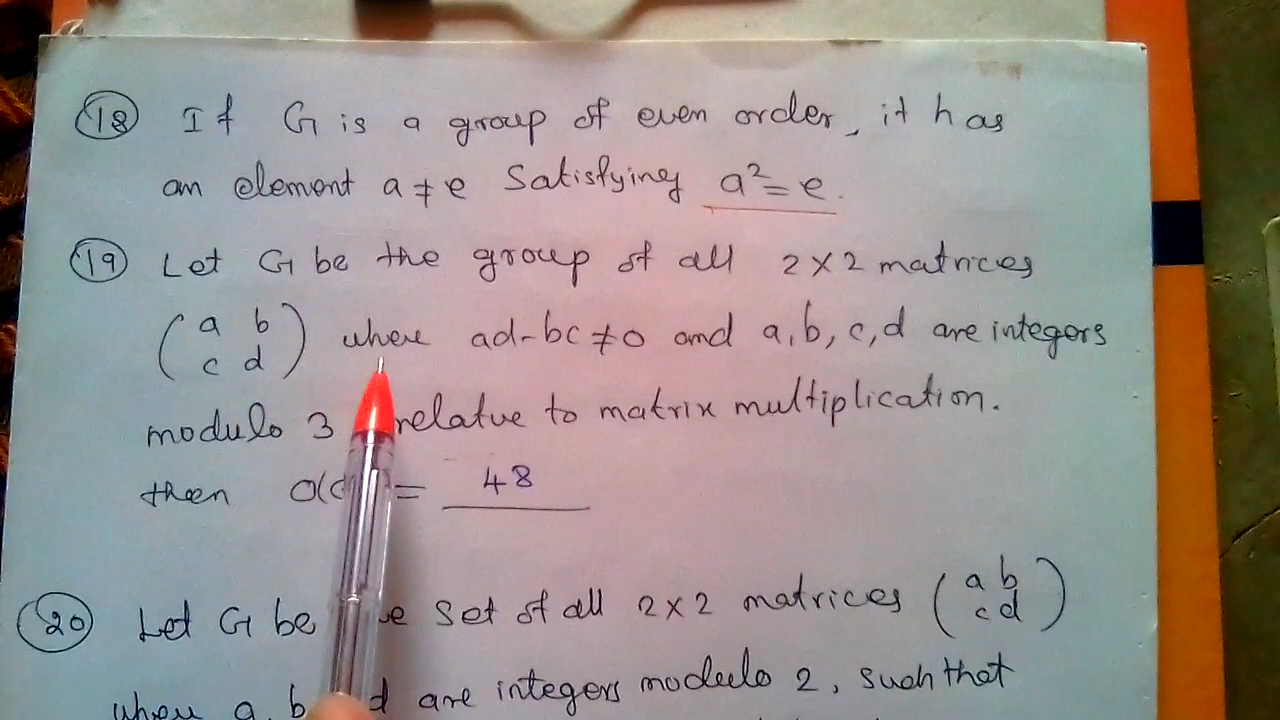 18 If G is a group of even order, it has
an element a ≠ e Satisfying a² = e.
19 Let G be the group of all 2 x 2 matrices
(a b
c d) where ad-bc ≠ 0 and a, b, c, d are integers
modulo 3 relatve to matrix multiplication.
then = 48
20 Let G be set of all 2 x 2 matrices (a b
c d)
a, b d are integers modulo 2, such that